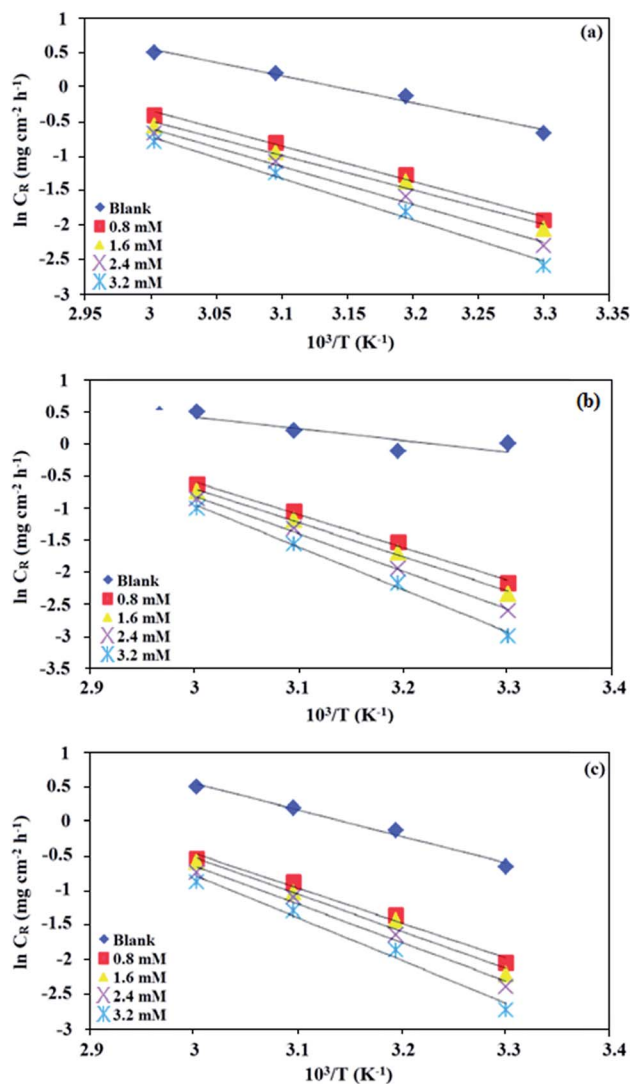 (a)
1
0.5
0
-0.5
-1
-1.5
-2
-2.5
-3
ln C_R (mg cm⁻² h⁻¹)
Blank
0.8 mM
1.6 mM
2.4 mM
3.2 mM
2.95 3 3.05 3.1 3.15 3.2 3.25 3.3 3.35
10³/T (K⁻¹)
(b)
1
0.5
0
-0.5
-1
-1.5
-2
-2.5
-3
-3.5
ln C_R (mg cm⁻² h⁻¹)
Blank
0.8 mM
1.6 mM
2.4 mM
3.2 mM
2.9 3 3.1 3.2 3.3 3.4
10³/T (K⁻¹)
(c)
1
0.5
0
-0.5
-1
-1.5
-2
-2.5
-3
ln C_R (mg cm⁻² h⁻¹)
Blank
0.8 mM
1.6 mM
2.4 mM
3.2 mM
2.9 3 3.1 3.2 3.3 3.4
10³/T (K⁻¹)